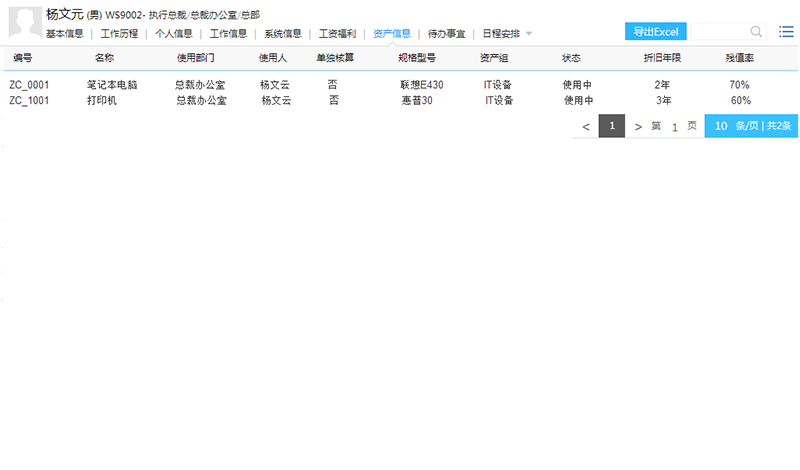 杨文元 (男) WS9002- 执行总裁/总裁办公室/总部
基本信息 | 工作历程 | 个人信息 | 工作信息 | 系统信息 | 工资福利 | 资产信息 | 待办事宜 | 日程安排
导出Excel
编号 名称 使用部门 使用人 单独核算 规格型号 资产组 状态 折旧年限 残值率
ZC_0001 笔记本电脑 总裁办公室 杨文云 否 联想E430 IT设备 使用中 2年 70%
ZC_1001 打印机 总裁办公室 杨文云 否 惠普30 IT设备 使用中 3年 60%
< 1 > 第 1 页 10 条/页 | 共2条